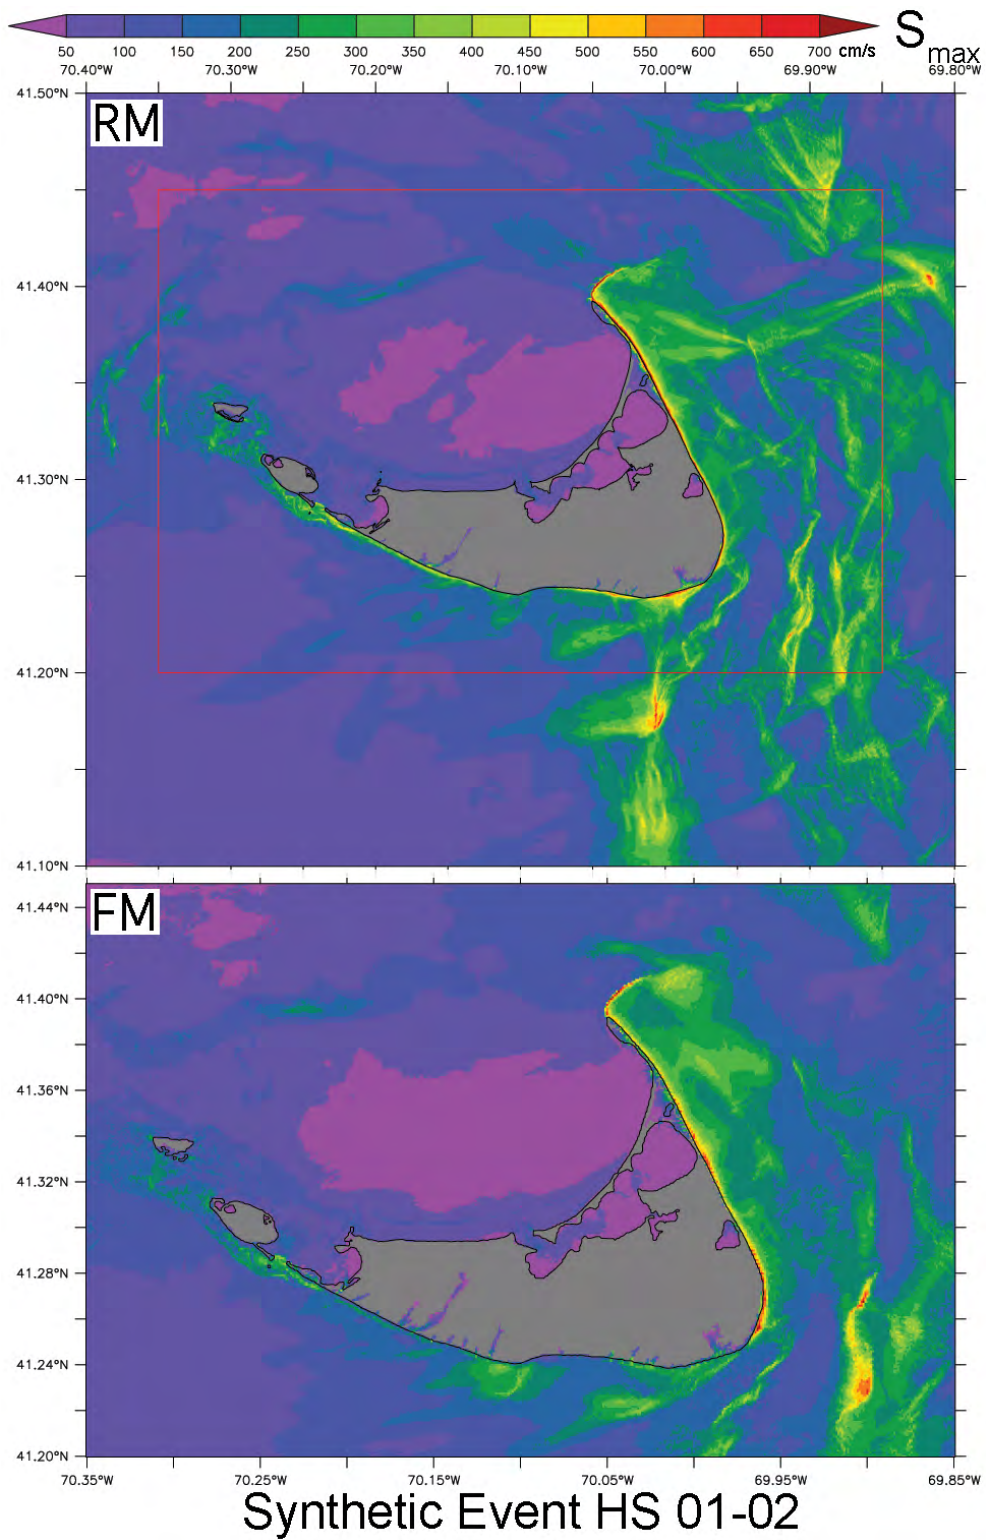 50 100 150 200 250 300 350 400 450 500 550 600 650 700 cm/s
Smax
70.40°W 70.30°W 70.20°W 70.10°W 70.00°W 69.90°W 69.80°W
41.50°N
RM
41.40°N
41.30°N
41.20°N
41.10°N
FM
41.44°N
41.40°N
41.36°N
41.32°N
41.28°N
41.24°N
41.20°N
70.35°W 70.25°W 70.15°W 70.05°W 69.95°W 69.85°W
Synthetic Event HS 01-02